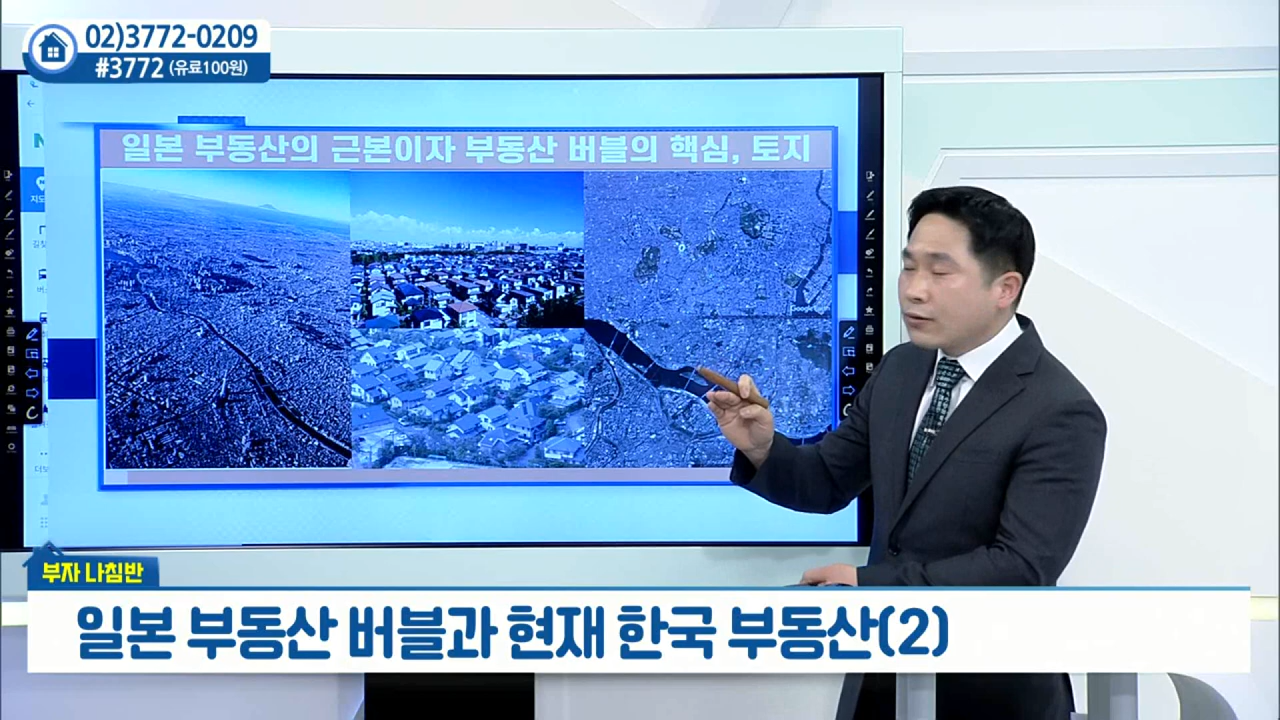 02)3772-0209
#3772 (유료100원)
일본 부동산의 근본이자 부동산 버블의 핵심, 토지
Google Earth
부자 나침반
일본 부동산 버블과 현재 한국 부동산(2)